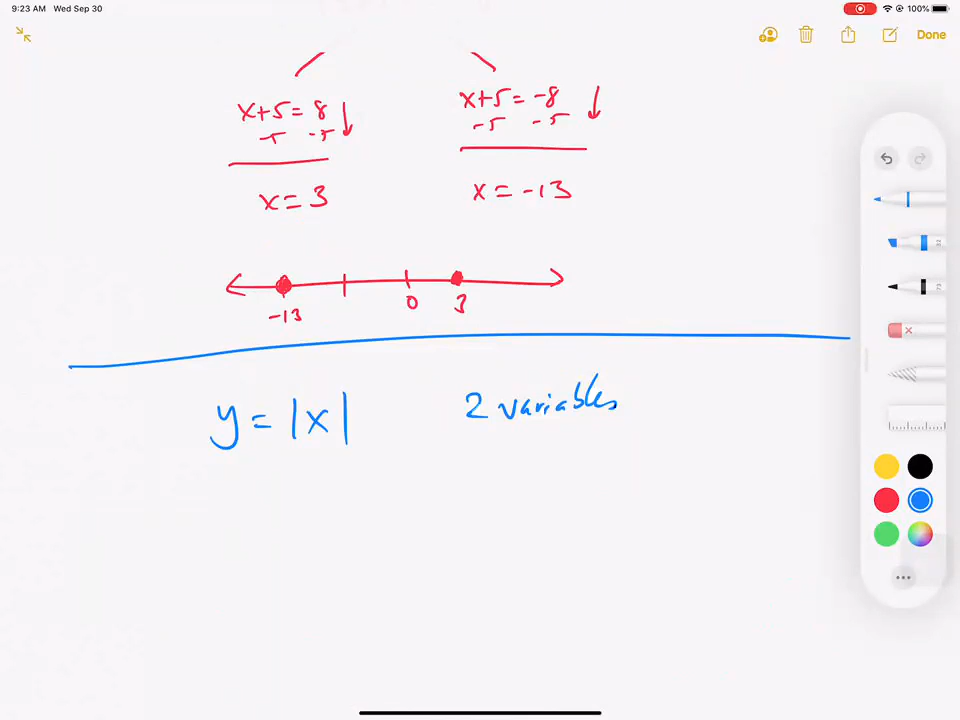 9:23 AM Wed Sep 30
100%
Done
x+5=8
-5 -5
x=3
x+5=-8
-5 -5
x=-13
-13 0 3
y=|x| 2 variables